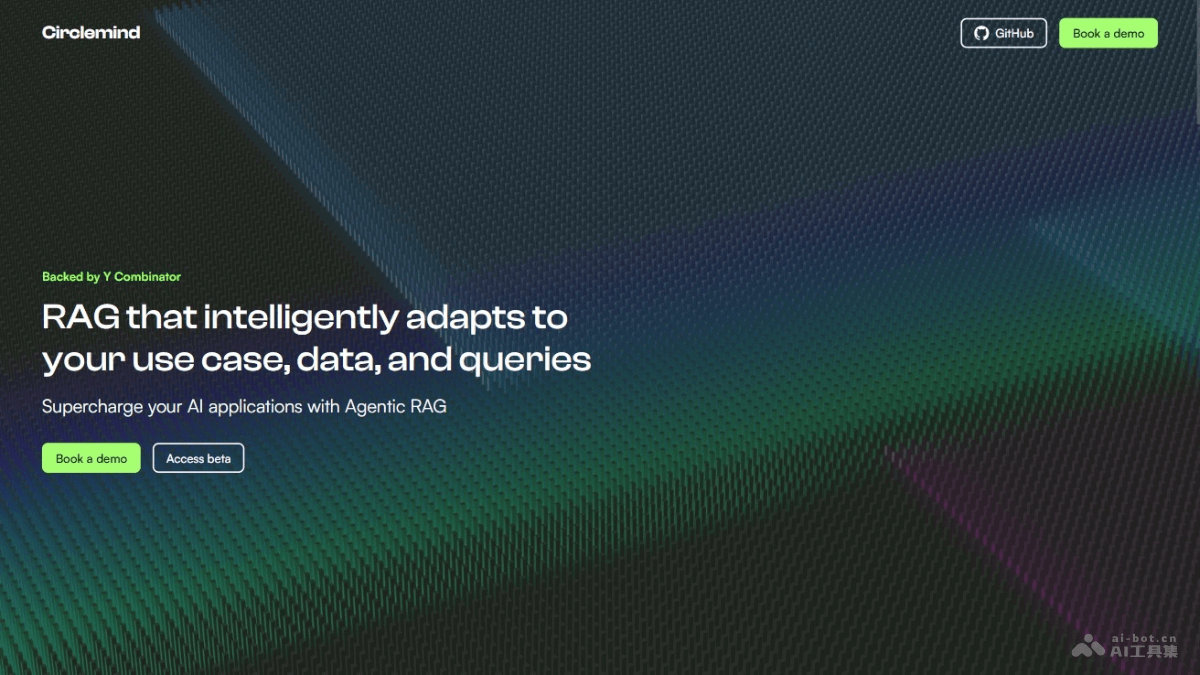 Circlemind
GitHub
Book a demo
Backed by Y Combinator
RAG that intelligently adapts to
your use case, data, and queries
Supercharge your AI applications with Agentic RAG
Book a demo
Access beta
ai-bot.cn
AI工具集